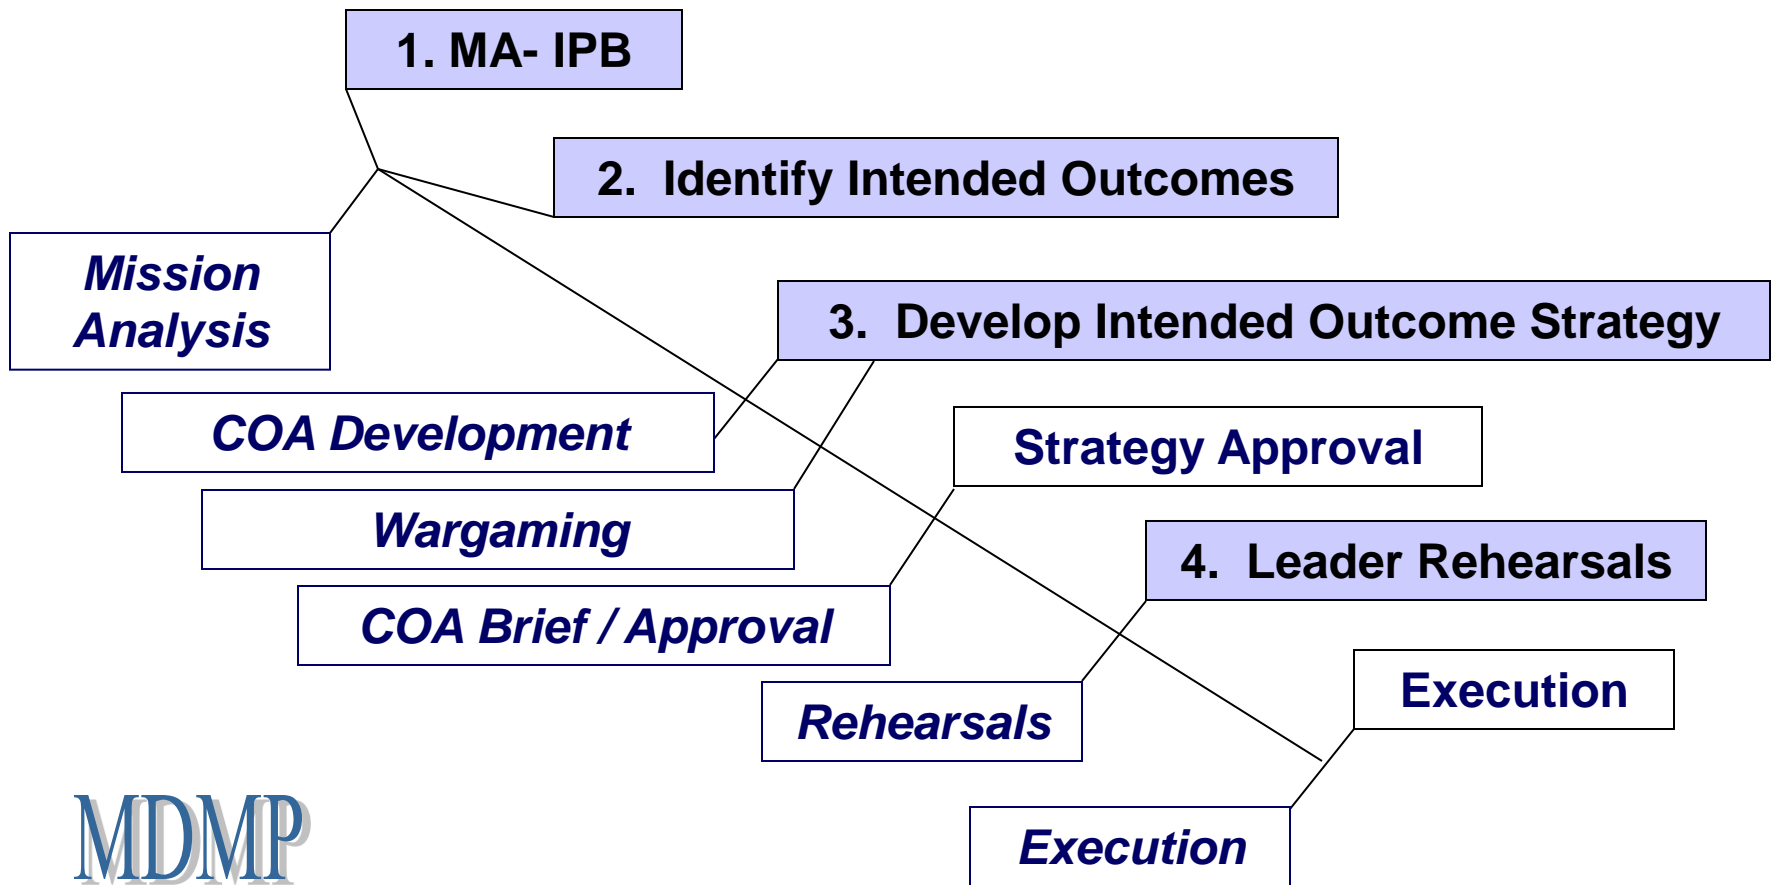 1. MA- IPB
2. Identify Intended Outcomes
Mission
Analysis
3. Develop Intended Outcome Strategy
COA Development
Strategy Approval
Wargaming
4. Leader Rehearsals
COA Brief / Approval
Execution
Rehearsals
MDMP
Execution